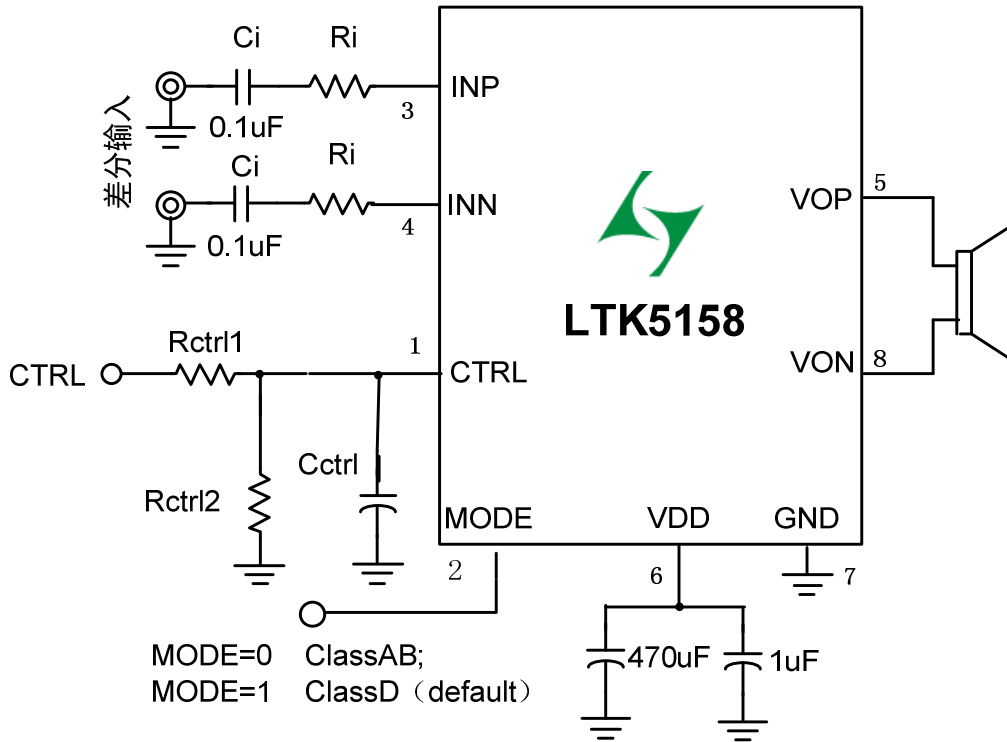 Ci
Ri
INP
3
0.1uF
差分输入
Ci
Ri
INN
4
0.1uF
VOP
5
LTK5158
Rctrl1
1
CTRL
CTRL
VON
8
Cctrl
Rctrl2
MODE
VDD
GND
2
6
7
MODE=0 ClassAB;
470uF
1uF
MODE=1 ClassD（default）